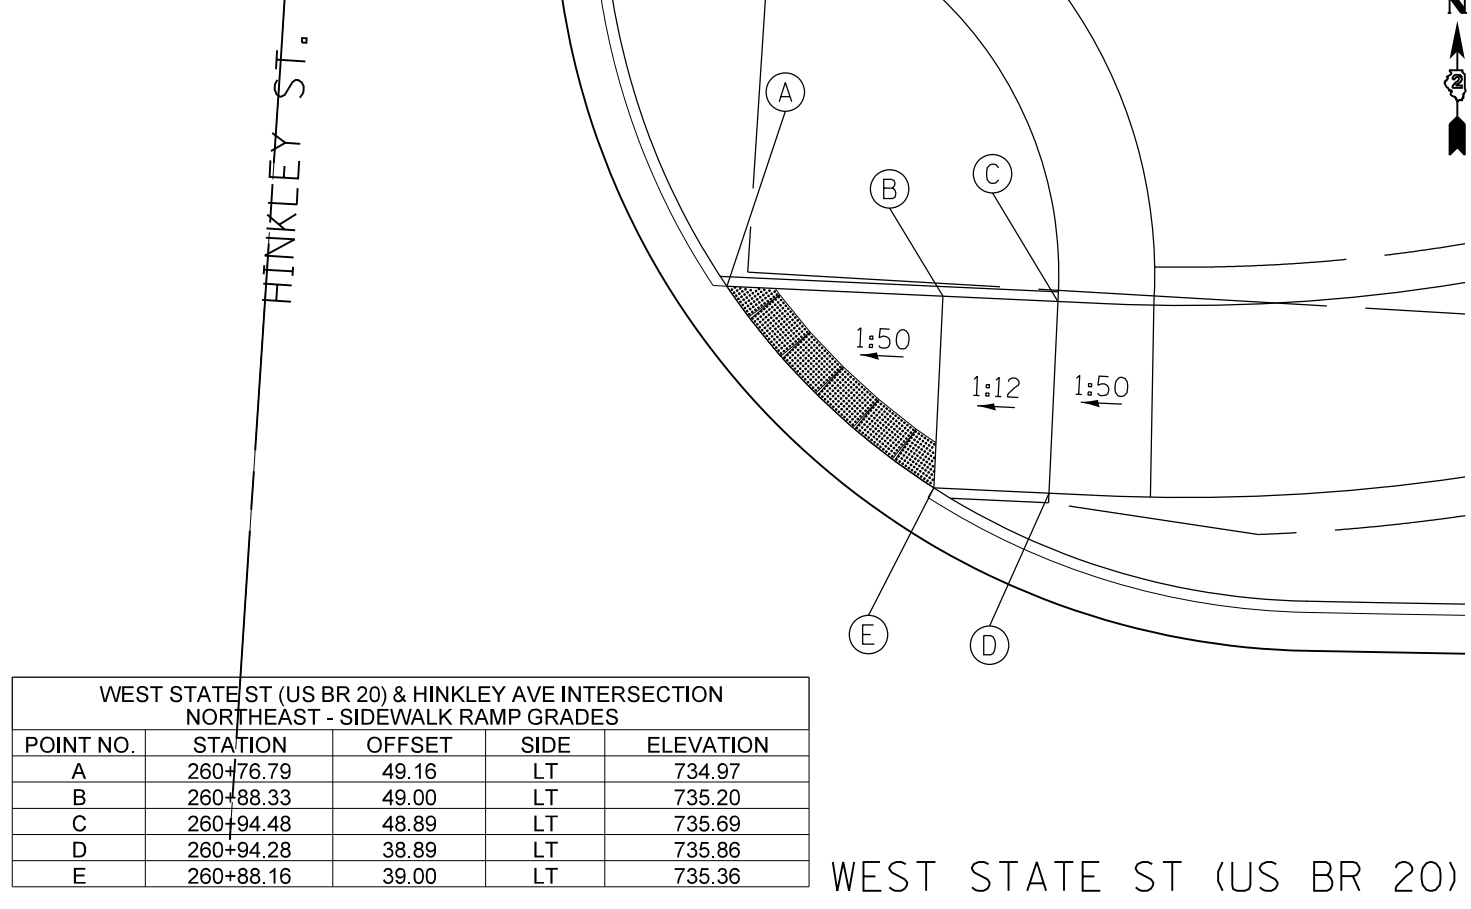 N
2
HINKLEY ST.
A
B
C
1:50
1:12
1:50
E
D
WEST STATE ST (US BR 20) & HINKLEY AVE INTERSECTION
NORTHEAST - SIDEWALK RAMP GRADES
POINT NO. STATION OFFSET SIDE ELEVATION
A 260+76.79 49.16 LT 734.97
B 260+88.33 49.00 LT 735.20
C 260+94.48 48.89 LT 735.69
D 260+94.28 38.89 LT 735.86
E 260+88.16 39.00 LT 735.36
WEST STATE ST (US BR 20)